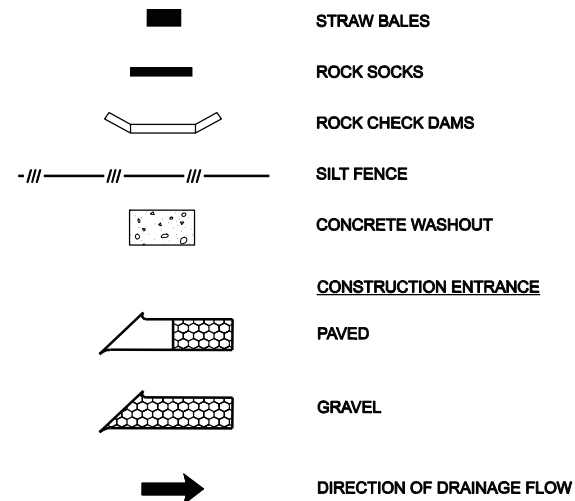 STRAW BALES
ROCK SOCKS
ROCK CHECK DAMS
SILT FENCE
CONCRETE WASHOUT
CONSTRUCTION ENTRANCE
PAVED
GRAVEL
DIRECTION OF DRAINAGE FLOW